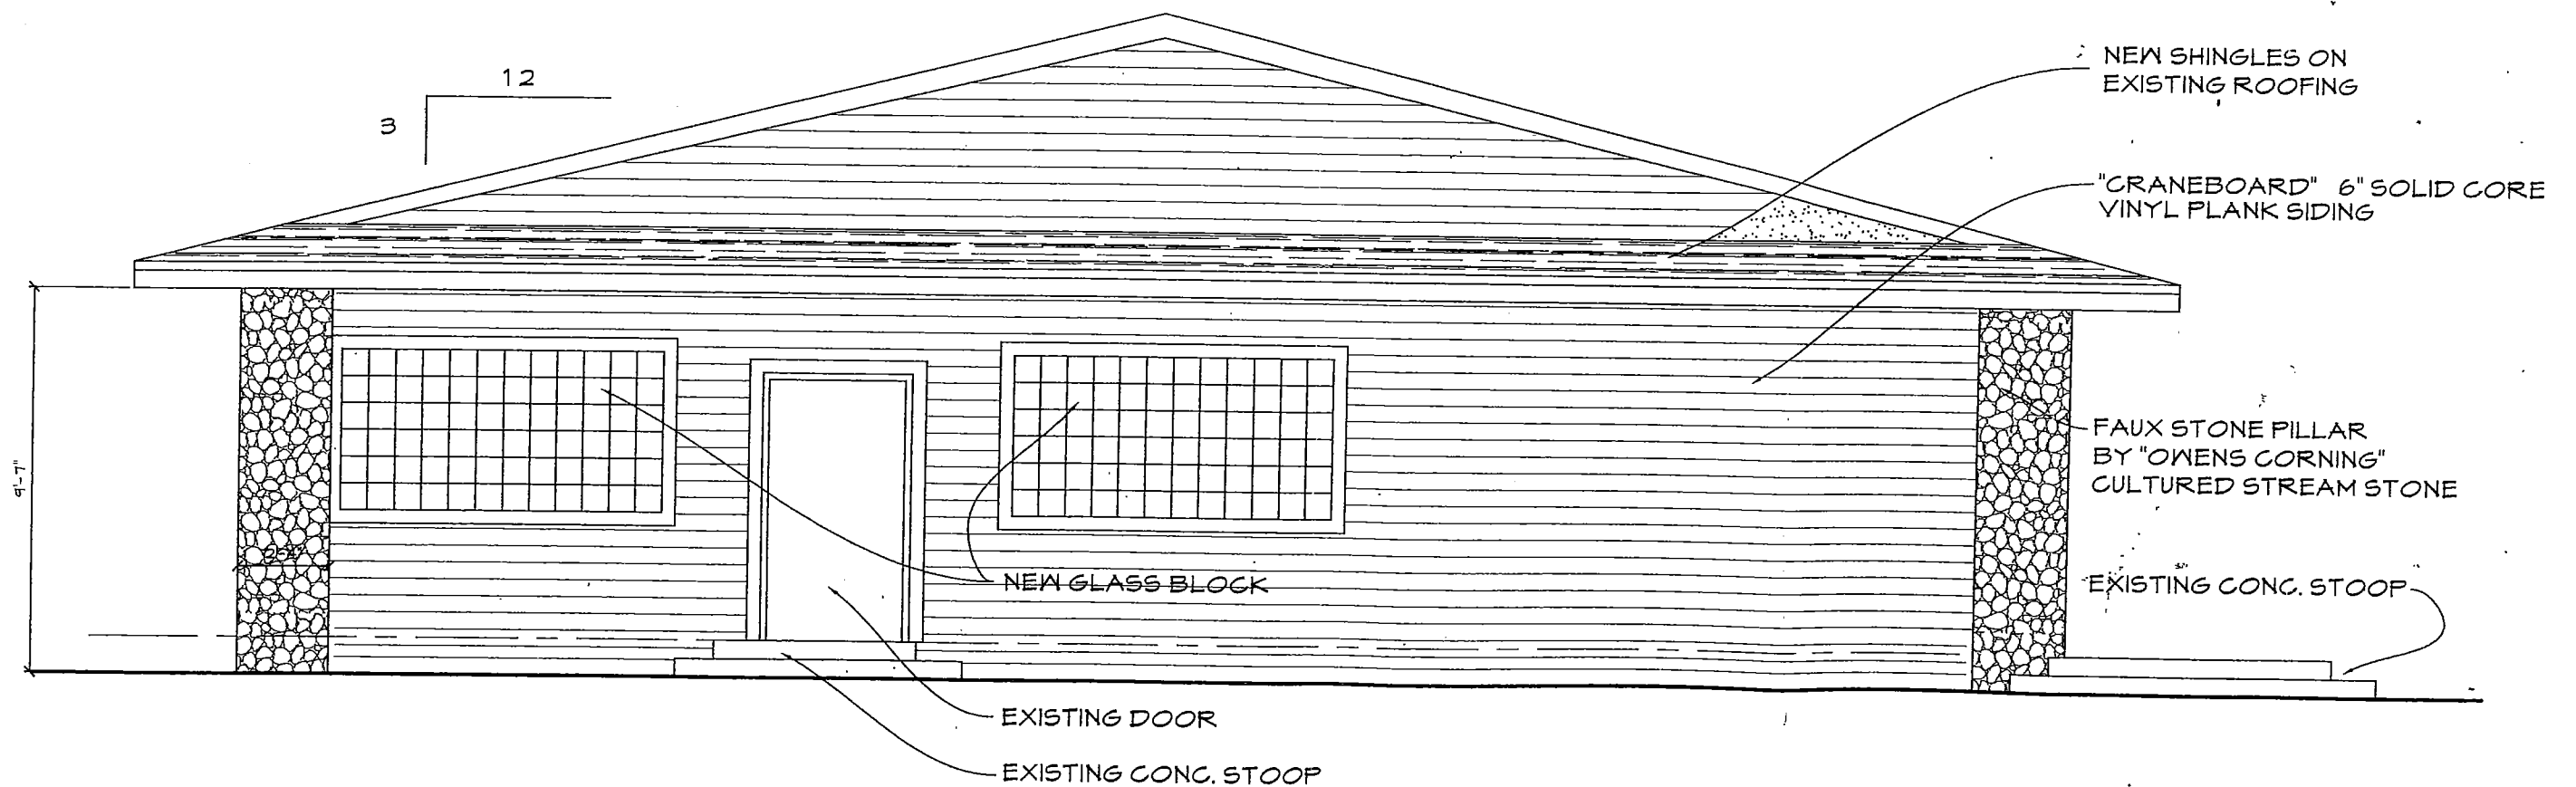 12
3
NEW SHINGLES ON
EXISTING ROOFING
"CRANEBOARD" 6" SOLID CORE
VINYL PLANK SIDING
9'-7"
FAUX STONE PILLAR
BY "OWENS CORNING"
CULTURED STREAM STONE
NEW GLASS BLOCK
EXISTING CONC. STOOP
EXISTING DOOR
EXISTING CONC. STOOP